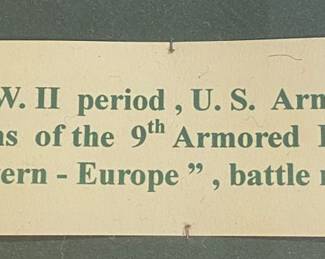 W. II period , U. S. Arm
ns of the 9th Armored
ern - Europe ” , battle